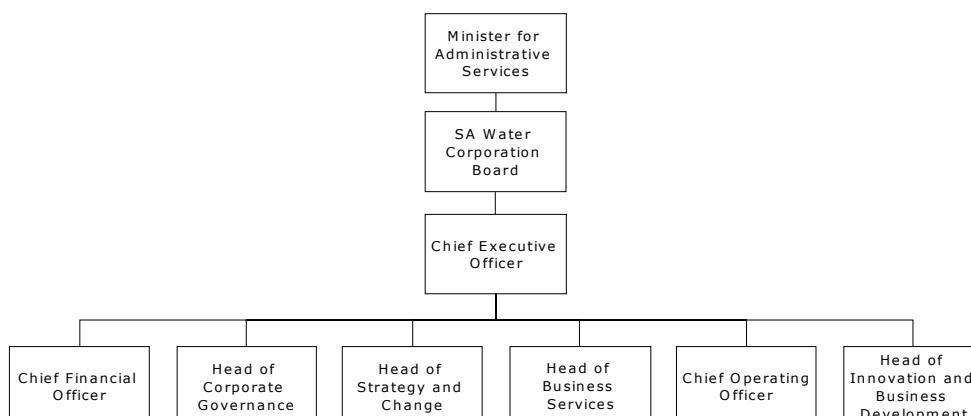 Minister for
Administrative
Services
SA Water
Corporation
Board
Chief Executive
Officer
Chief Financial
Officer
Head of
Corporate
Governance
Head of
Strategy and
Change
Head of
Business
Services
Chief Operating
Officer
Head of
Innovation and
Business
Development